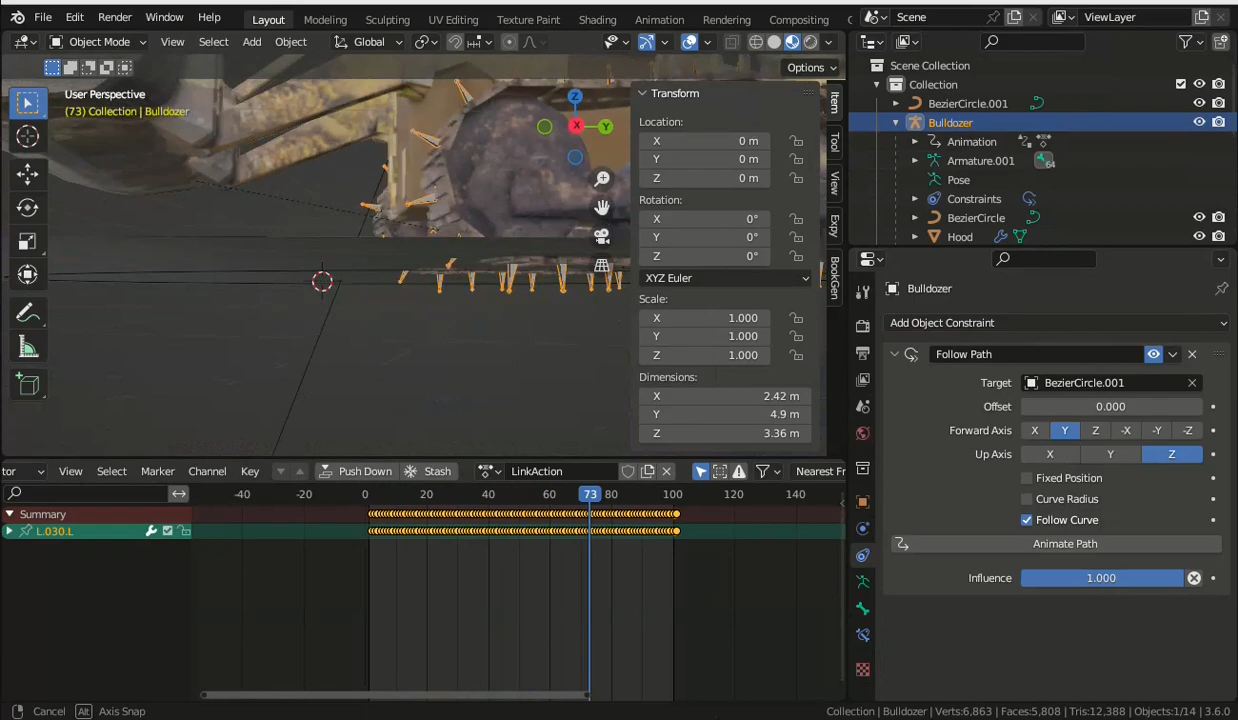 File Edit Render Window Help Layout Modeling Sculpting UV Editing Texture Paint Shading Animation Rendering Compositing Scene ViewLayer
Object Mode View Select Add Object Global
Options
User Perspective
(73) Collection | Bulldozer
Z
Y
X
Transform
Location:
X 0 m
Y 0 m
Z 0 m
Rotation:
X 0°
Y 0°
Z 0°
XYZ Euler
Scale:
X 1.000
Y 1.000
Z 1.000
Dimensions:
X 2.42 m
Y 4.9 m
Z 3.36 m
Item
Tool
View
Expy
BookGen
Scene Collection
Collection
BezierCircle.001
Bulldozer
Animation 2
Armature.001 64
Pose
Constraints
BezierCircle
Hood
Bulldozer
Add Object Constraint
Follow Path
Target BezierCircle.001
Offset 0.000
Forward Axis X Y Z -X -Y -Z
Up Axis X Y Z
Fixed Position
Curve Radius
Follow Curve
Animate Path
Influence 1.000
tor View Select Marker Channel Key Push Down Stash LinkAction Nearest Fr
-40 -20 0 20 40 60 73 80 100 120 140
Summary
L.030.L
Cancel Alt Axis Snap
Collection | Bulldozer | Verts:6,863 | Faces:5,808 | Tris:12,388 | Objects:1/14 | 3.6.0